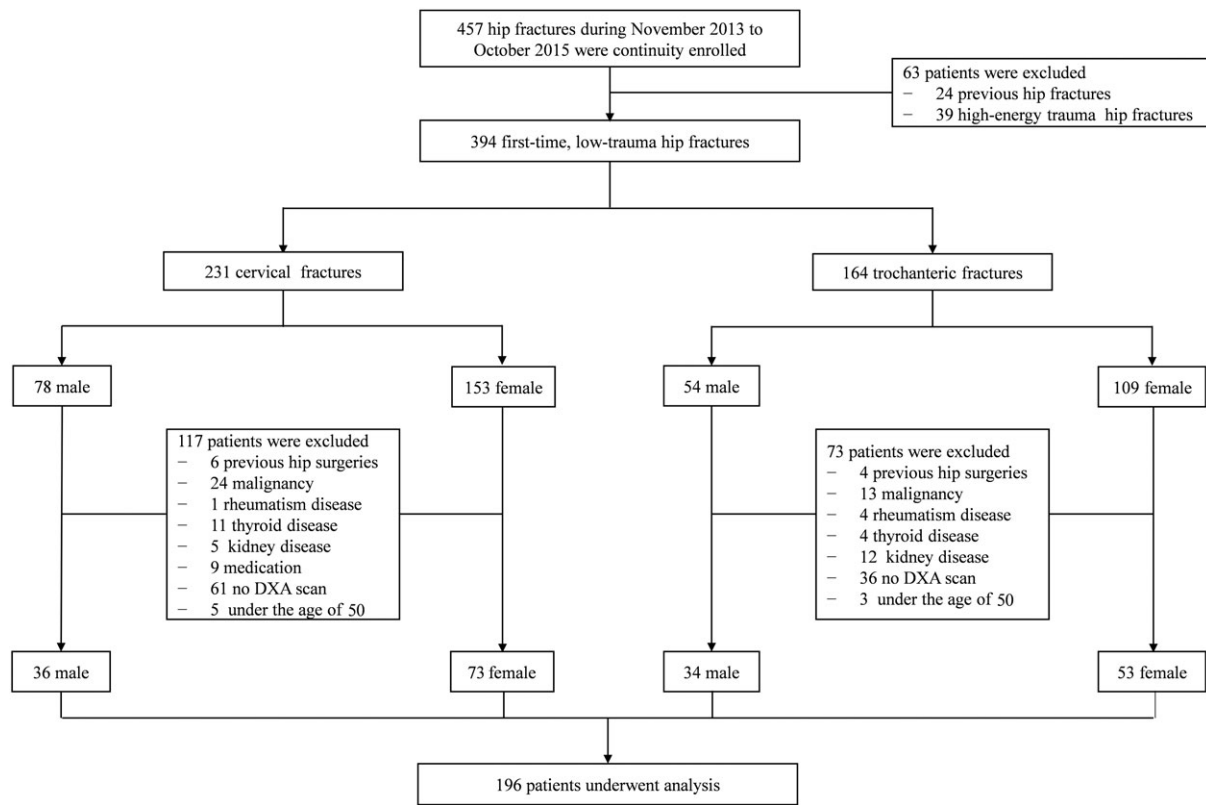 457 hip fractures during November 2013 to
October 2015 were continuity enrolled
63 patients were excluded
− 24 previous hip fractures
− 39 high-energy trauma hip fractures
394 first-time, low-trauma hip fractures
231 cervical fractures
164 trochanteric fractures
78 male
153 female
54 male
109 female
117 patients were excluded
− 6 previous hip surgeries
− 24 malignancy
− 1 rheumatism disease
− 11 thyroid disease
− 5 kidney disease
− 9 medication
− 61 no DXA scan
− 5 under the age of 50
73 patients were excluded
− 4 previous hip surgeries
− 13 malignancy
− 4 rheumatism disease
− 4 thyroid disease
− 12 kidney disease
− 36 no DXA scan
− 3 under the age of 50
36 male
73 female
34 male
53 female
196 patients underwent analysis